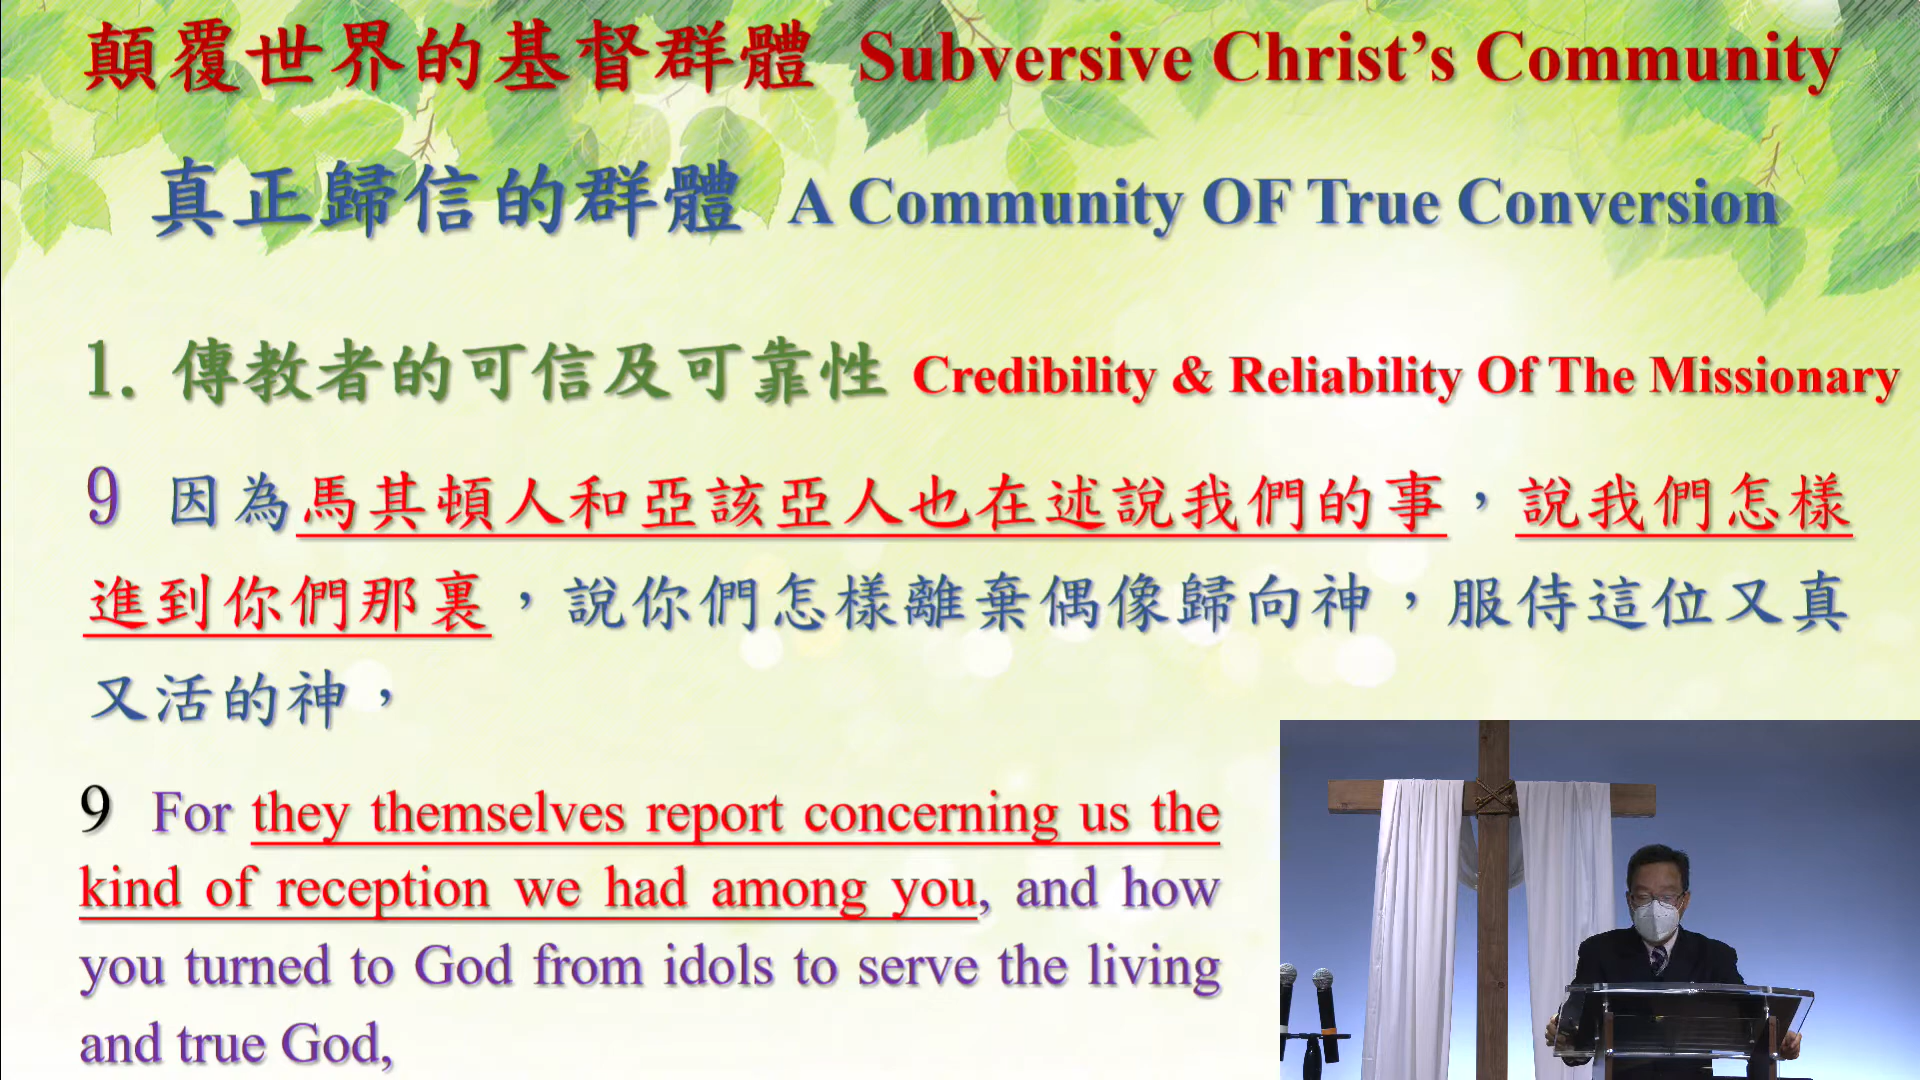 顛覆世界的基督群體 Subversive Christ’s Community
真正歸信的群體 A Community OF True Conversion
1. 傳教者的可信及可靠性 Credibility & Reliability Of The Missionary
9 因為馬其頓人和亞該亞人也在述說我們的事，說我們怎樣
進到你們那裏，說你們怎樣離棄偶像歸向神，服侍這位又真
又活的神，
9 For they themselves report concerning us the
kind of reception we had among you, and how
you turned to God from idols to serve the living
and true God,